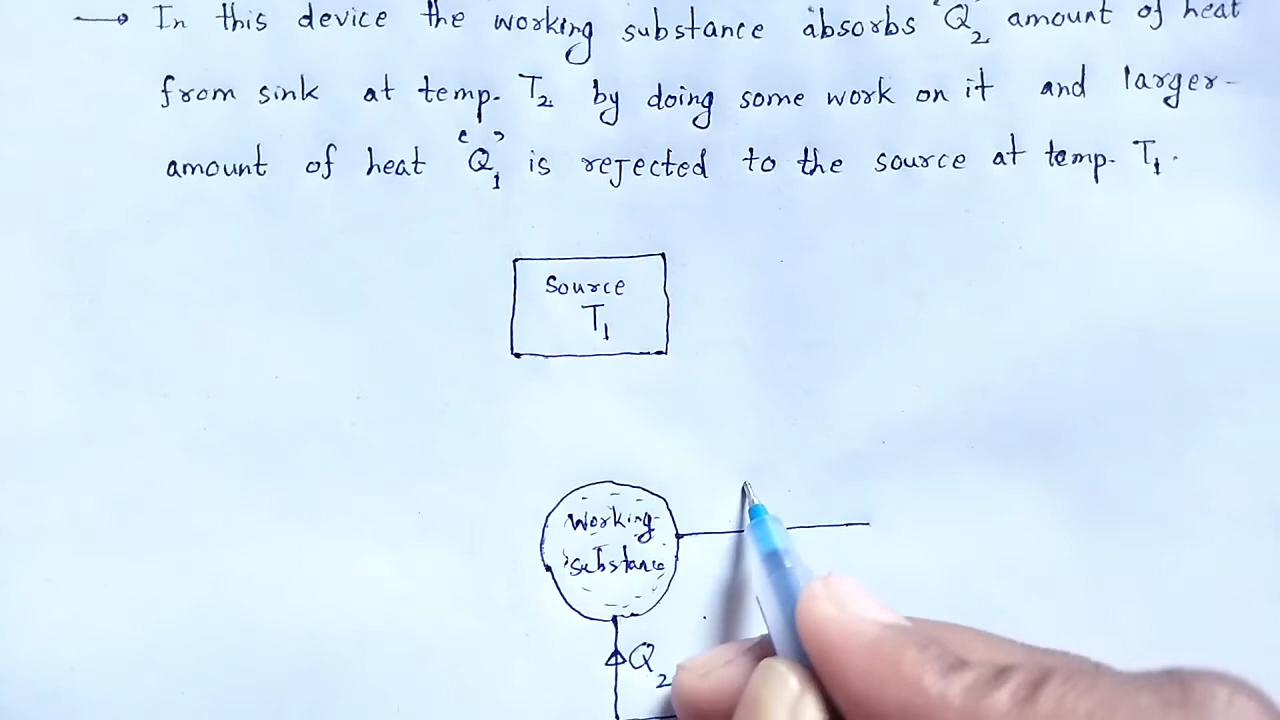 → In this device the working substance absorbs 'Q₂' amount of heat
from sink at temp. T₂ by doing some work on it and larger-
amount of heat 'Q₁' is rejected to the source at temp. T₁.
Source
T₁
Working-
substance
Q₂